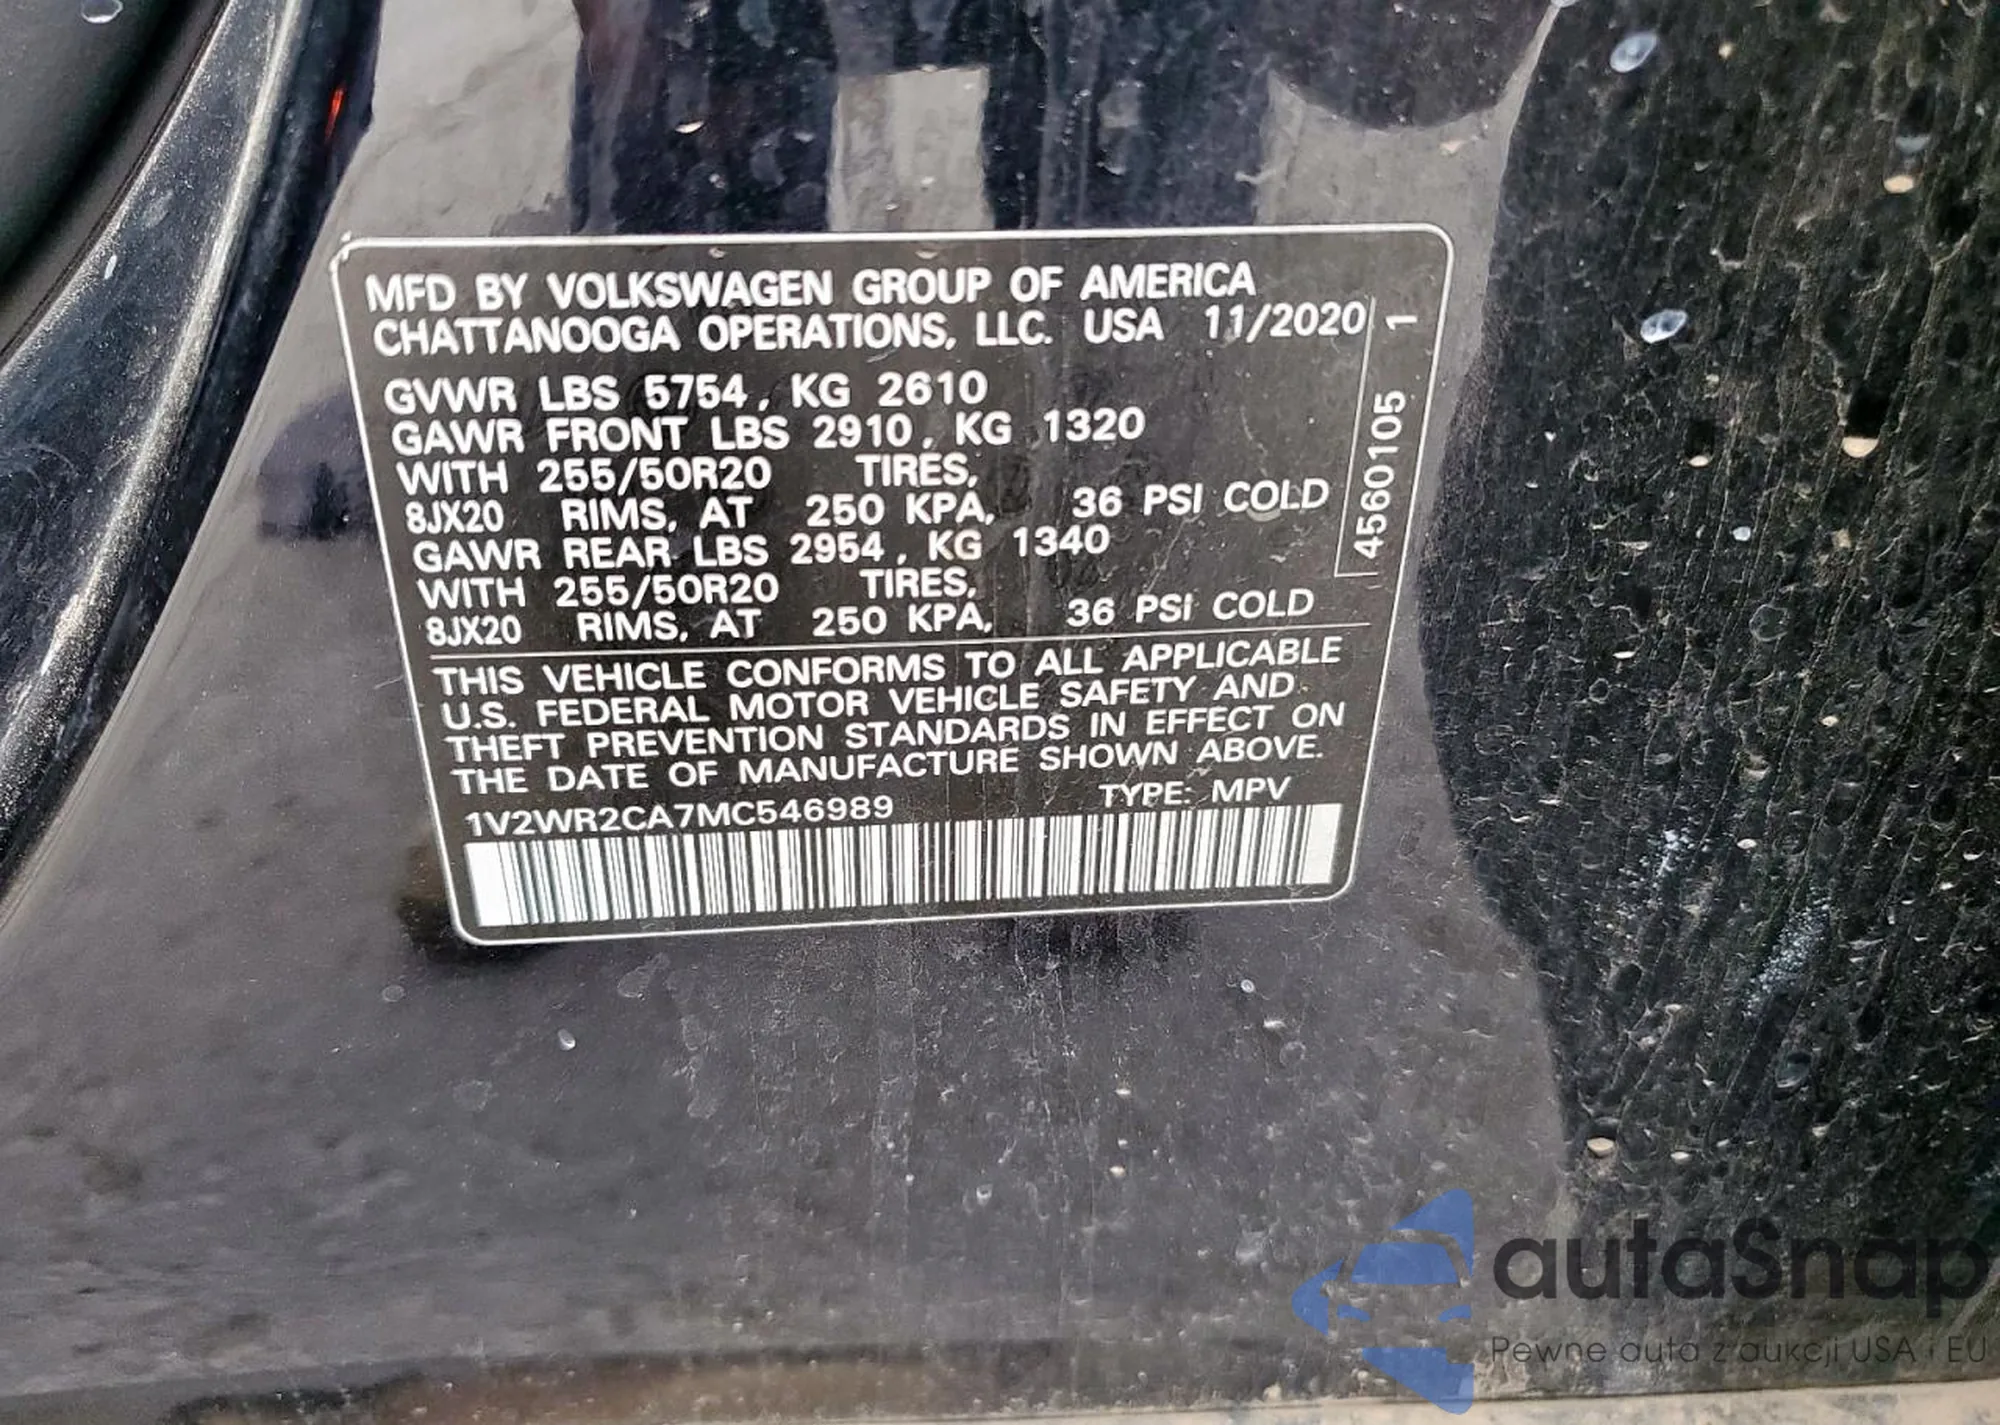 MFD BY VOLKSWAGEN GROUP OF AMERICA
CHATTANOOGA OPERATIONS, LLC. USA 11/2020
GVWR LBS 5754, KG 2610
GAWR FRONT LBS 2910, KG 1320
WITH 255/50R20 TIRES,
8JX20 RIMS, AT 250 KPA, 36 PSI COLD
GAWR REAR LBS 2954, KG 1340
WITH 255/50R20 TIRES,
8JX20 RIMS, AT 250 KPA, 36 PSI COLD
4560105 1
THIS VEHICLE CONFORMS TO ALL APPLICABLE
U.S. FEDERAL MOTOR VEHICLE SAFETY AND
THEFT PREVENTION STANDARDS IN EFFECT ON
THE DATE OF MANUFACTURE SHOWN ABOVE.
1V2WR2CA7MC546989 TYPE: MPV
autaSnap
Pewne auta z aukcji USA i EU